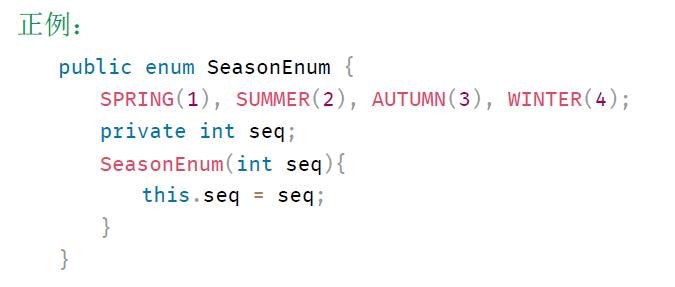 正例：
public enum SeasonEnum {
SPRING(1), SUMMER(2), AUTUMN(3), WINTER(4);
private int seq;
SeasonEnum(int seq){
this.seq = seq;
}
}